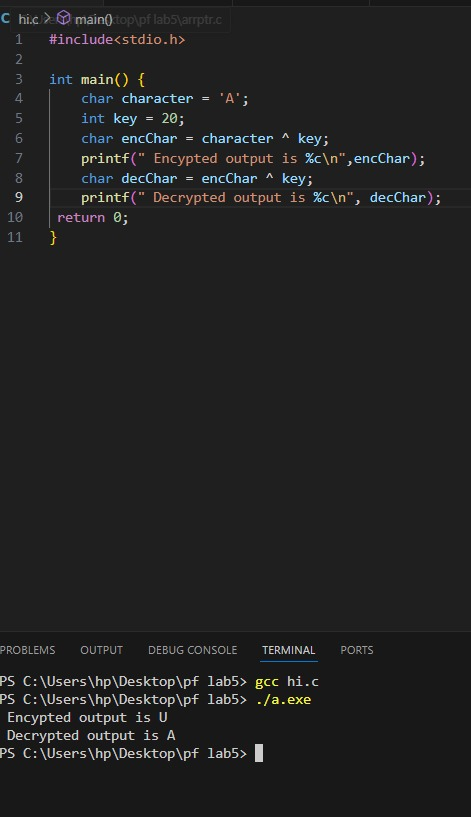 C hi.c > main()
1 #include<stdio.h>
2
3 int main() {
4     char character = 'A';
5     int key = 20;
6     char encChar = character ^ key;
7     printf(" Encypted output is %c\n",encChar);
8     char decChar = encChar ^ key;
9     printf(" Decrypted output is %c\n", decChar);
10  return 0;
11 }
PROBLEMS OUTPUT DEBUG CONSOLE TERMINAL PORTS
PS C:\Users\hp\Desktop\pf lab5> gcc hi.c
PS C:\Users\hp\Desktop\pf lab5> ./a.exe
 Encypted output is U
 Decrypted output is A
PS C:\Users\hp\Desktop\pf lab5>